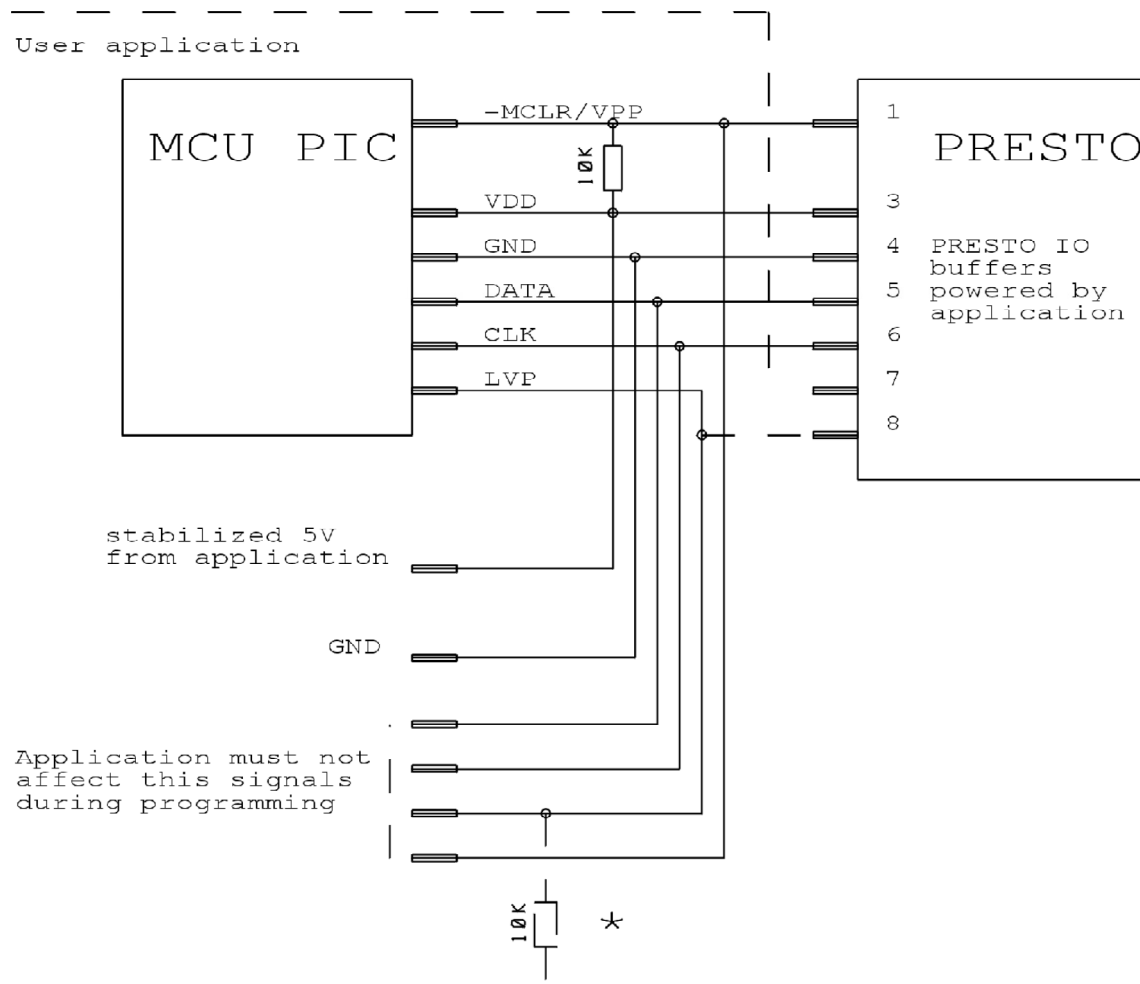 User application
-MCLR/VPP
1
MCU PIC
PRESTO
10K
VDD
3
GND
4
PRESTO IO
buffers
DATA
5
powered by
application
CLK
6
LVP
7
8
stabilized 5V
from application
GND
Application must not
affect this signals
during programming
10K
*